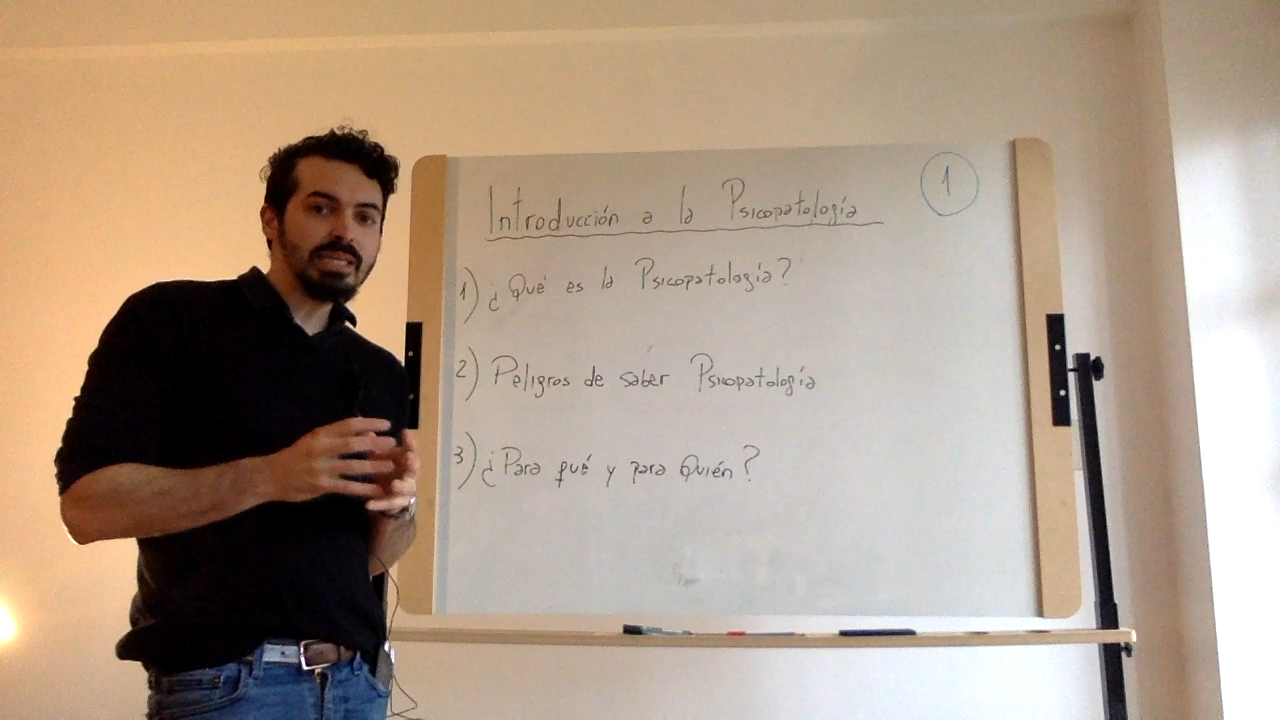 Introducción a la Psicopatología
1
1) ¿Qué es la Psicopatología?
2) Peligros de saber Psicopatología
3) ¿Para qué y para Quién?